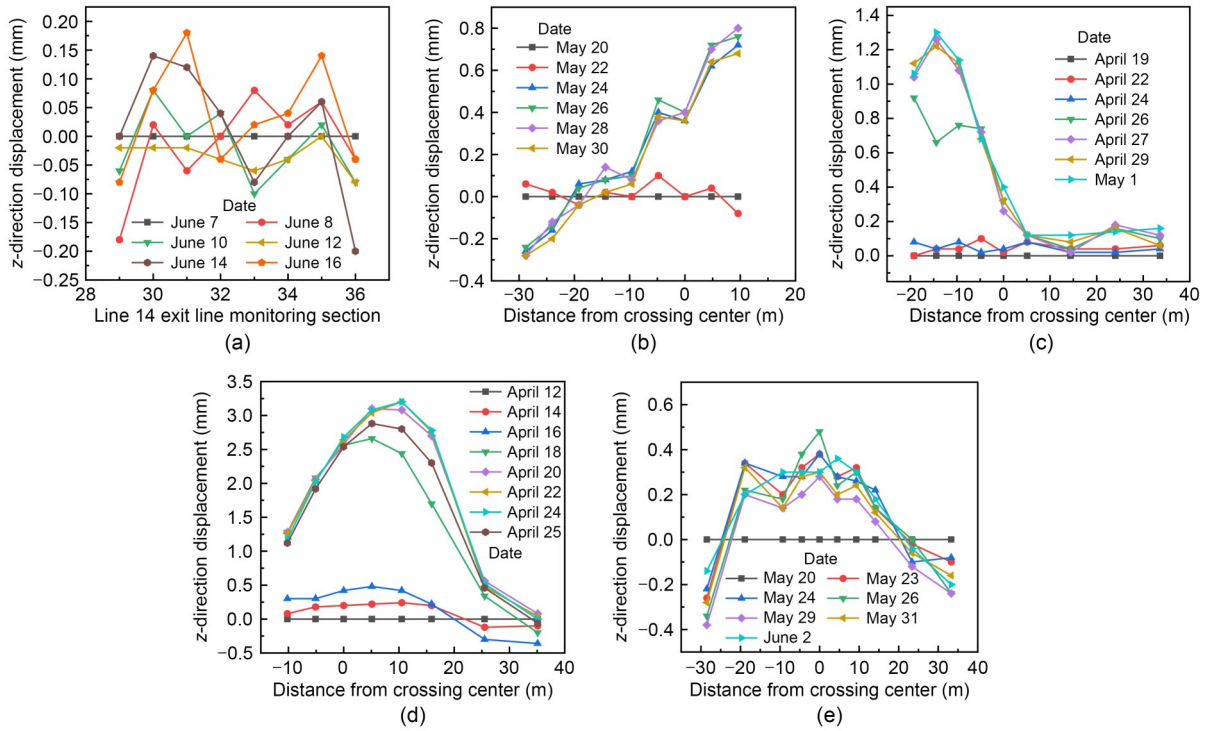 z-direction displacement (mm)
0.20
0.15
0.10
0.05
0.00
−0.05
−0.10
−0.15
−0.20
−0.25
Date
June 7 June 8
June 10 June 12
June 14 June 16
28 30 32 34 36
Line 14 exit line monitoring section
(a)
z-direction displacement (mm)
0.8
0.6
0.4
0.2
0.0
−0.2
0.4
Date
May 20
May 22
May 24
May 26
May 28
May 30
−30 −20 −10 0 10 20
Distance from crossing center (m)
(b)
z-direction displacement (mm)
1.4
1.2
1.0
0.8
0.6
0.4
0.2
0.0
Date
April 19
April 22
April 24
April 26
April 27
April 29
May 1
−20 −10 0 10 20 30 40
Distance from crossing center (m)
(c)
z-direction displacement (mm)
3.5
3.0
2.5
2.0
1.5
1.0
0.5
0.0
−0.5
April 12
April 14
April 16
April 18
April 20
April 22
April 24
April 25
Date
−10 0 10 20 30 40
Distance from crossing center (m)
(d)
z-direction displacement (mm)
0.6
0.4
0.2
0.0
−0.2
−0.4
Date
May 20 May 23
May 24 May 26
May 29 May 31
June 2
−30 −20 −10 0 10 20 30 40
Distance from crossing center (m)
(e)